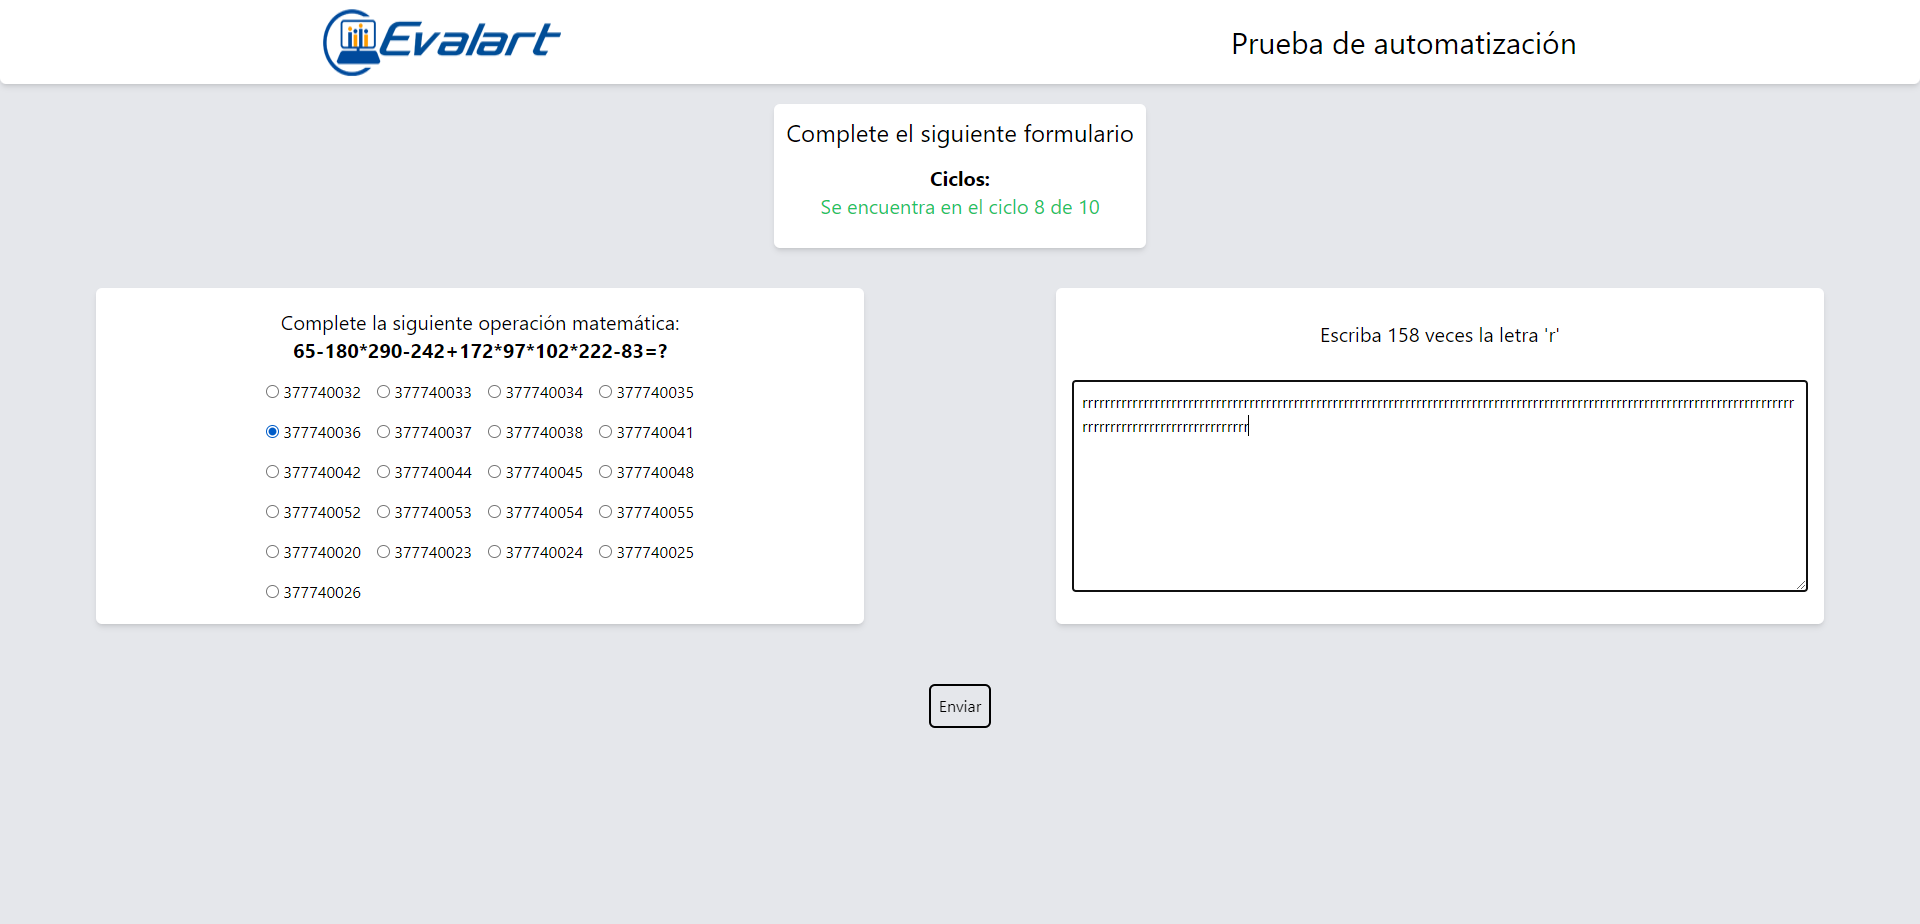 Evalart
Prueba de automatización
Complete el siguiente formulario
Ciclos:
Se encuentra en el ciclo 8 de 10
Complete la siguiente operación matemática:
65-180*290-242+172*97*102*222-83=?
377740032 377740033 377740034 377740035
377740036 377740037 377740038 377740041
377740042 377740044 377740045 377740048
377740052 377740053 377740054 377740055
377740020 377740023 377740024 377740025
377740026
Escriba 158 veces la letra 'r'
rrrrrrrrrrrrrrrrrrrrrrrrrrrrrrrrrrrrrrrrrrrrrrrrrrrrrrrrrrrrrrrrrrrrrrrrrrrrrrrrrrrrrrrrrrrrrrrrrrrrrrrrrrrrrrrrrrrrrrrrrrrrrrrr
rrrrrrrrrrrrrrrrrrrrrrrrrrrrrr
Enviar